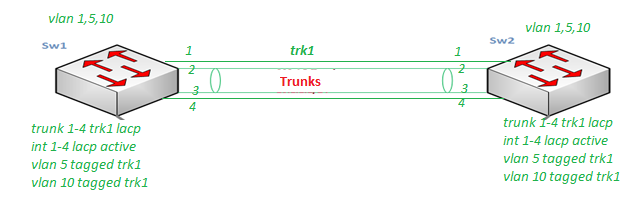 vlan 1,5,10
vlan 1,5,10
Sw1
Sw2
1
trk1
1
2
2
Trunks
3
3
4
4
trunk 1-4 trk1 lacp
int 1-4 lacp active
vlan 5 tagged trk1
vlan 10 tagged trk1
trunk 1-4 trk1 lacp
int 1-4 lacp active
vlan 5 tagged trk1
vlan 10 tagged trk1